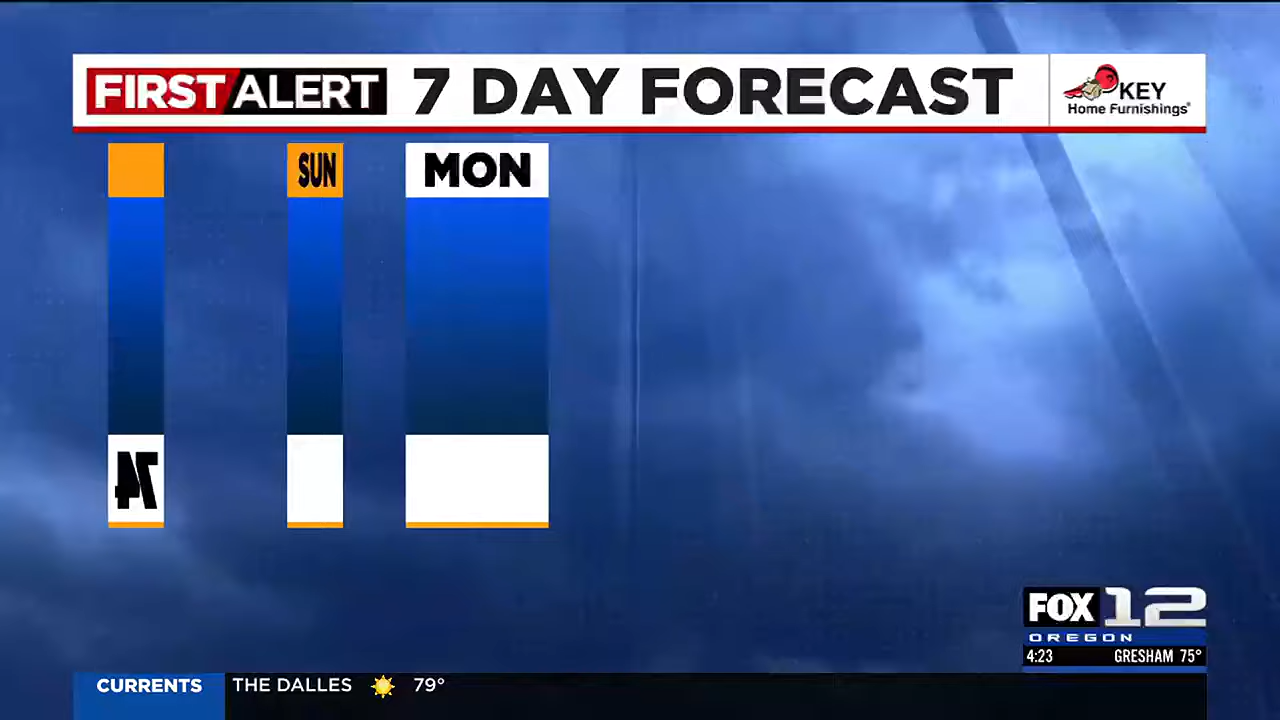 FIRST ALERT 7 DAY FORECAST
KEY
Home Furnishings®
SUN
MON
FOX 12
OREGON
4:23 GRESHAM 75°
CURRENTS THE DALLES 79°